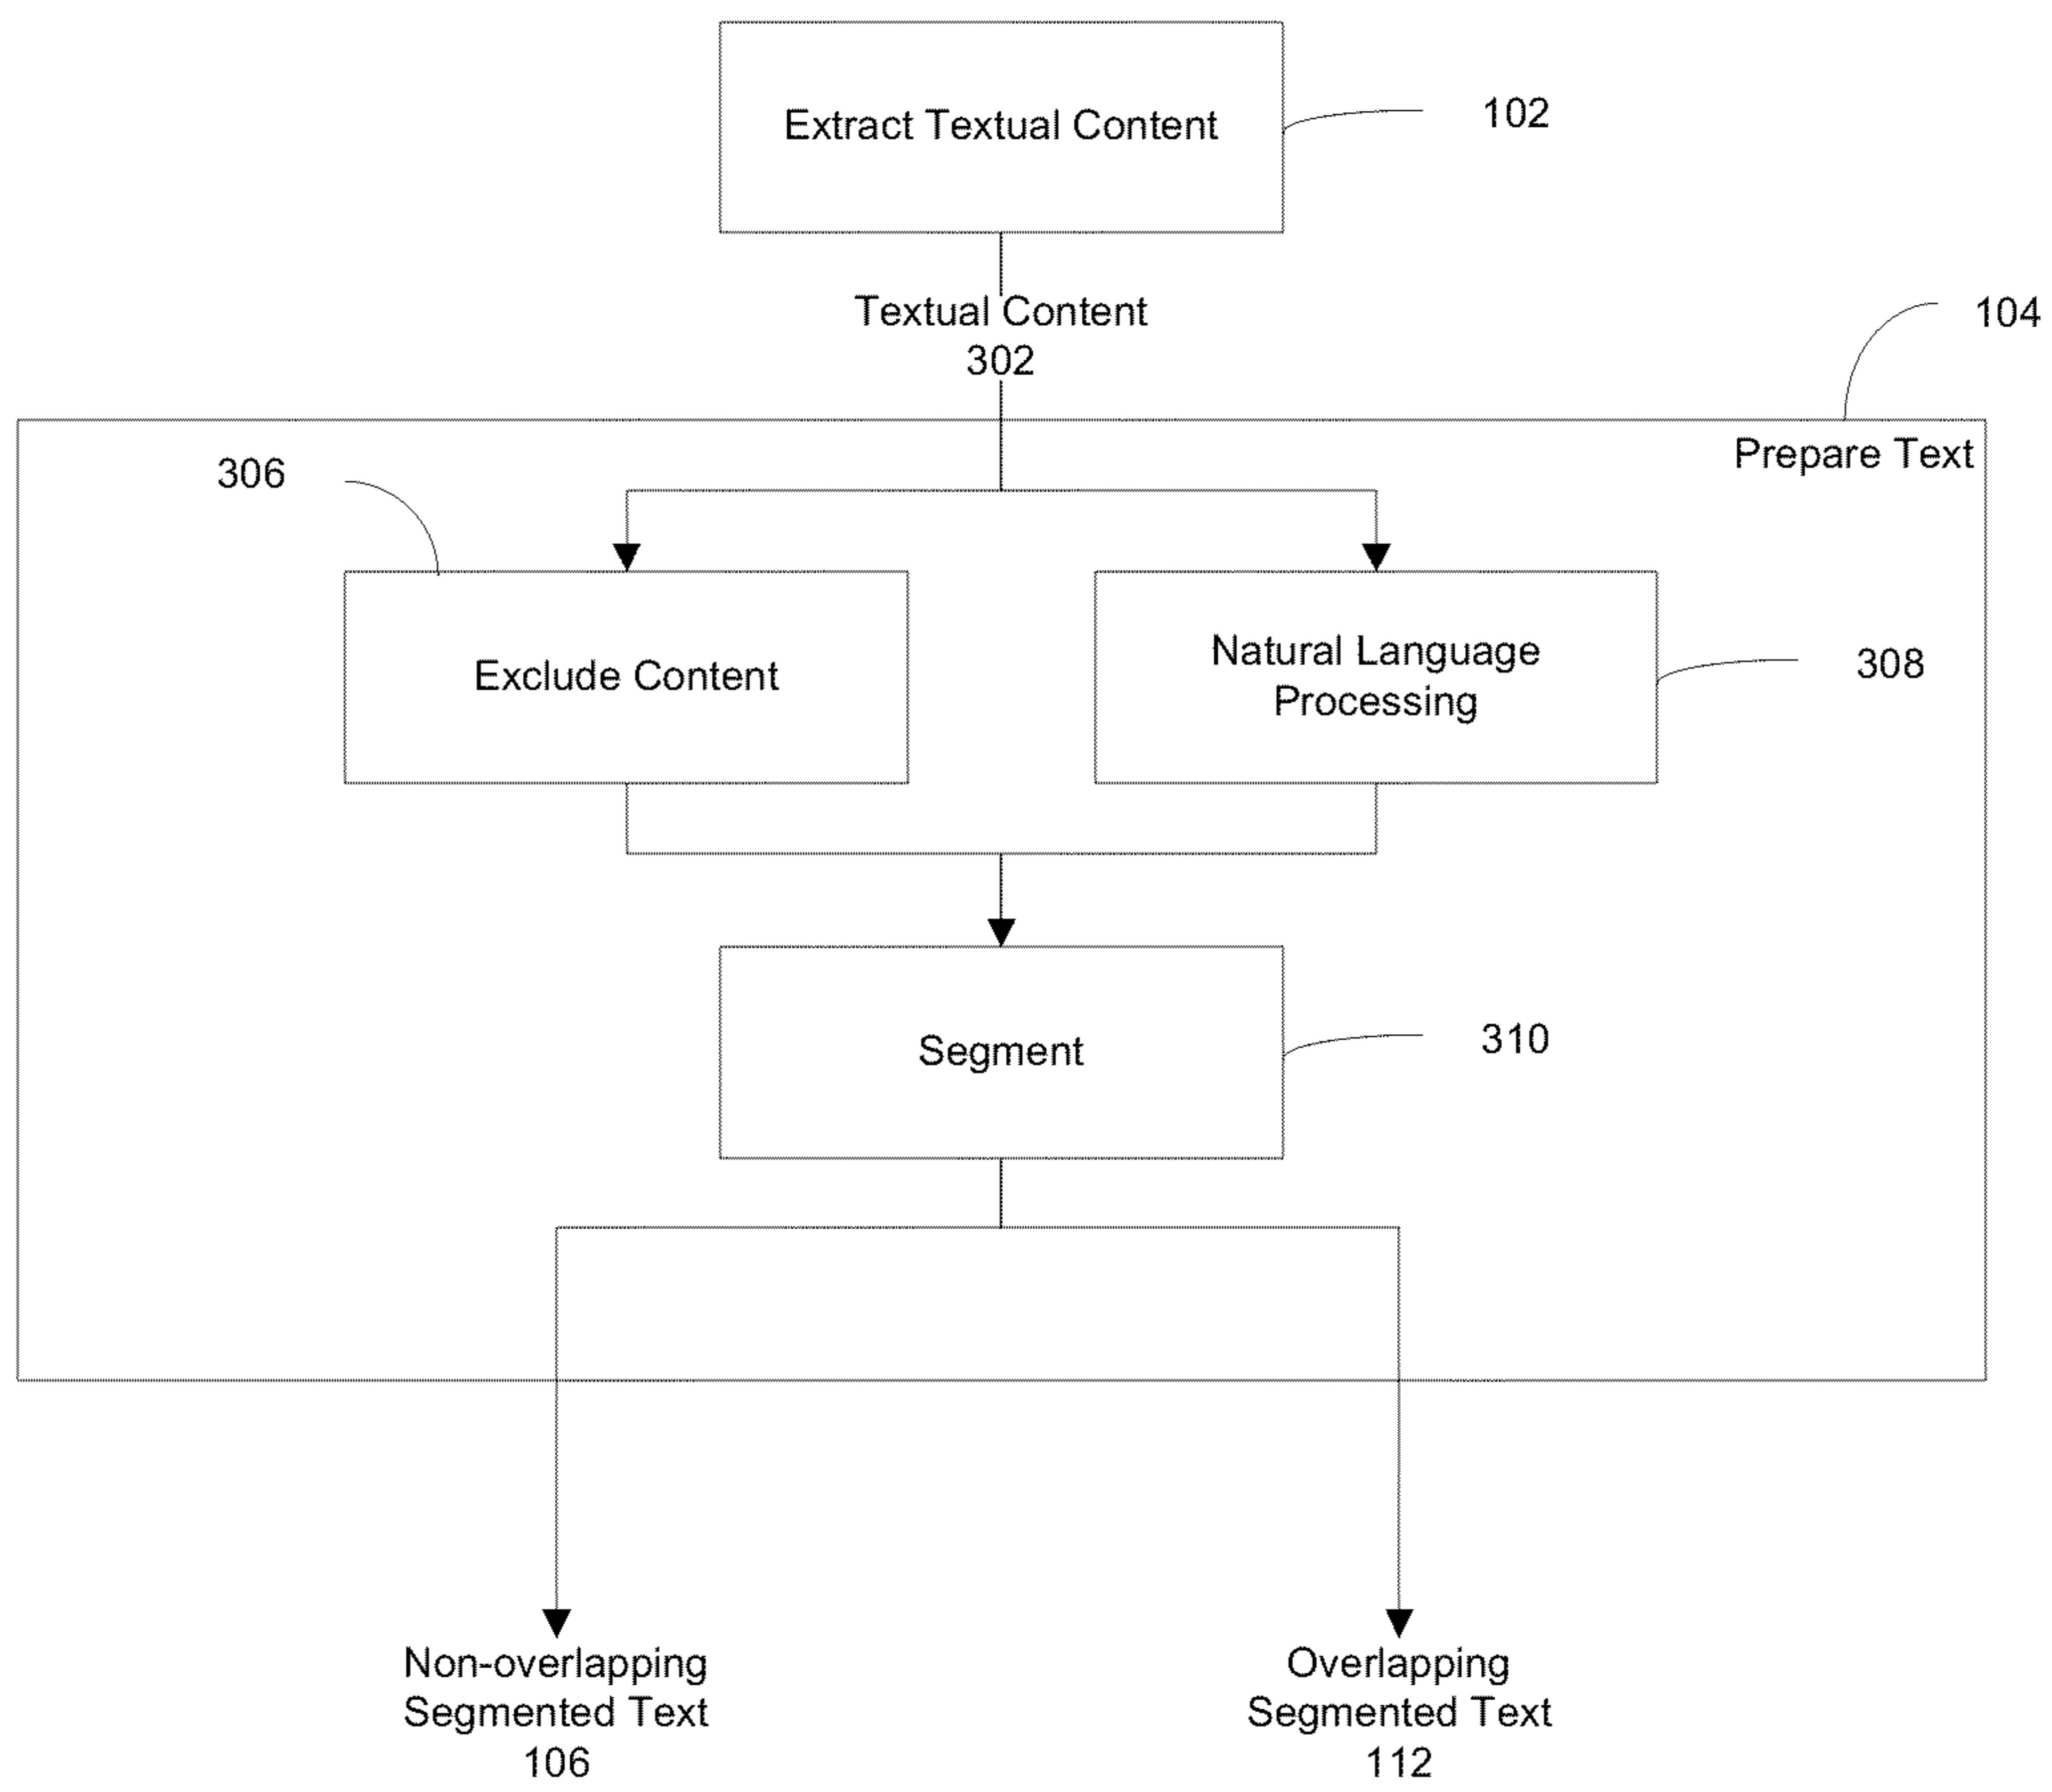 Extract Textual Content
102
Textual Content
302
104
Prepare Text
306
Exclude Content
Natural Language
Processing
308
Segment
310
Non-overlapping
Segmented Text
106
Overlapping
Segmented Text
112